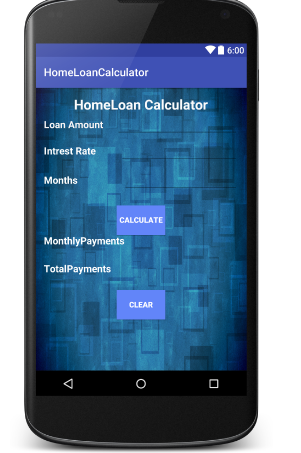 6:00
HomeLoanCalculator
HomeLoan Calculator
Loan Amount
Intrest Rate
Months
CALCULATE
MonthlyPayments
TotalPayments
CLEAR